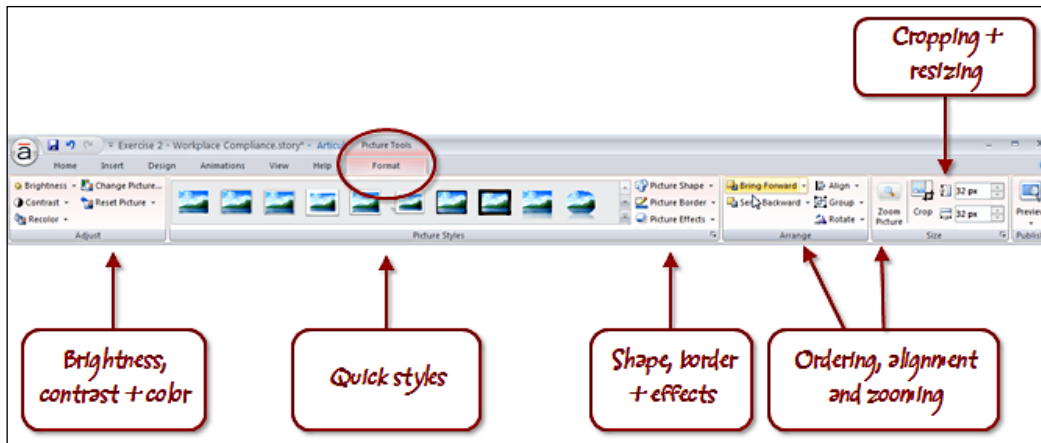 Cropping +
resizing
ā
Exercise 2 - Workplace Compliance.story* - Articul
Picture Tools
Home Insert Design Animations View Help Format
Brightness Change Picture... Picture Shape Bring Forward Align 32 px
Contrast Reset Picture Picture Border Send Backward Group Zoom Picture Crop 32 px Preview
Recolor Picture Effects Rotate
Adjust Picture Styles Arrange Size Publish
Brightness,
contrast + color
Quick styles
Shape, border
+ effects
Ordering, alignment
and zooming